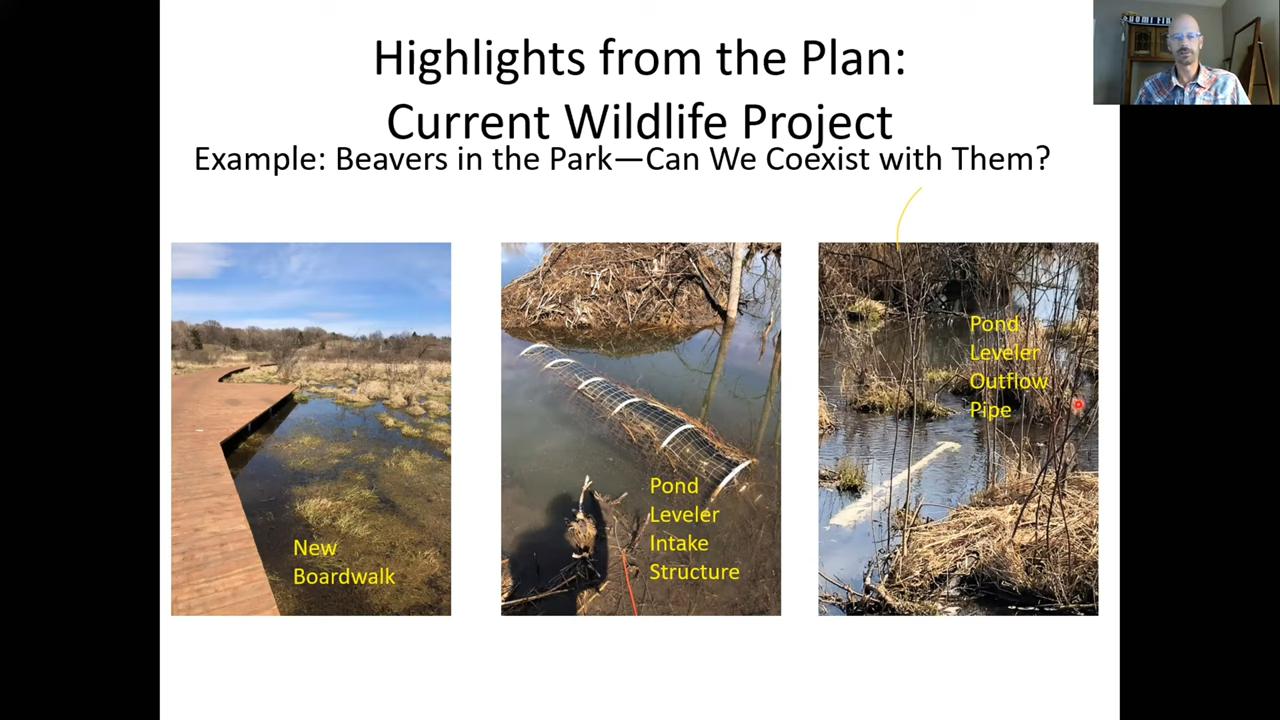 Highlights from the Plan:
Current Wildlife Project
Example: Beavers in the Park—Can We Coexist with Them?
New
Boardwalk
Pond
Leveler
Intake
Structure
Pond
Leveler
Outflow
Pipe